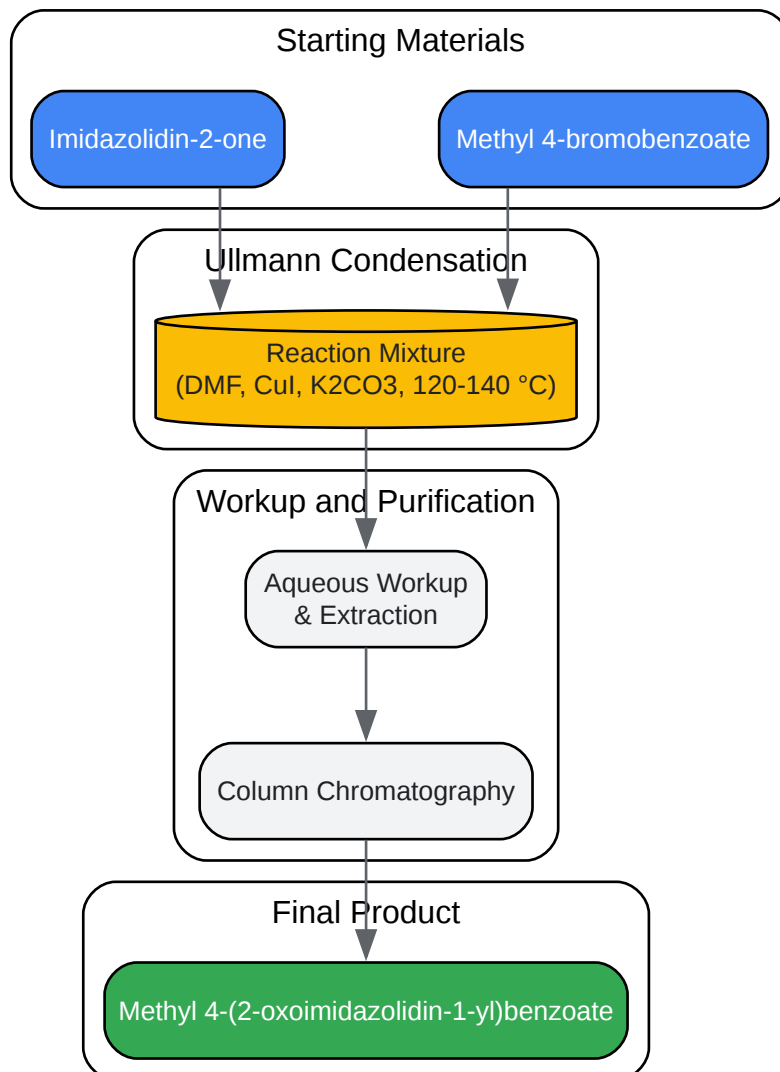 Starting Materials
Imidazolidin-2-one
Methyl 4-bromobenzoate
Ullmann Condensation
Reaction Mixture
(DMF, CuI, K2CO3, 120-140 °C)
Workup and Purification
Aqueous Workup
& Extraction
Column Chromatography
Final Product
Methyl 4-(2-oxoimidazolidin-1-yl)benzoate